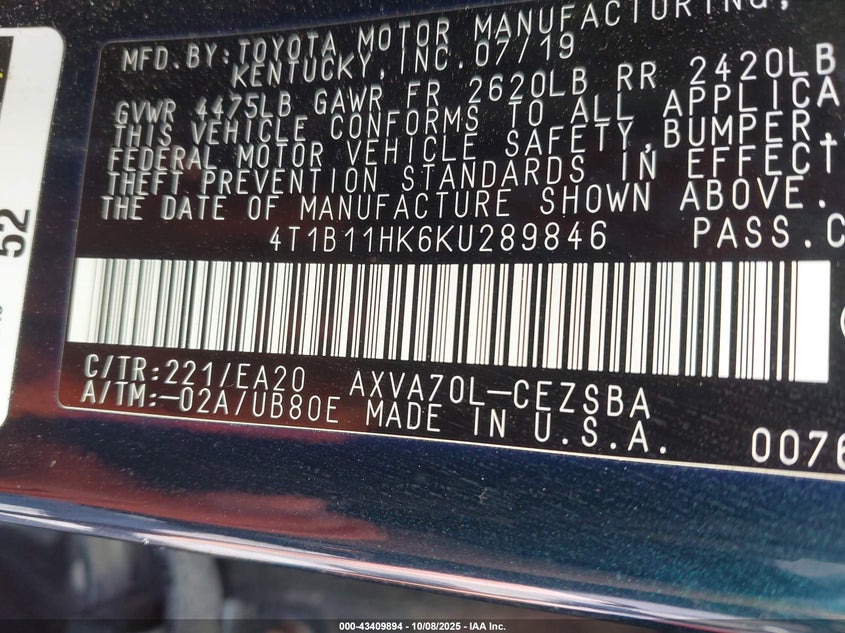 MFD. BY: TOYOTA MOTOR MANUFACTURING,
KENTUCKY, INC. 07/19
GVWR 4475LB GAWR FR 2620LB RR 2420LB
THIS VEHICLE CONFORMS TO ALL APPLICA
FEDERAL MOTOR VEHICLE SAFETY, BUMPER,
THEFT PREVENTION STANDARDS IN EFFECT
THE DATE OF MANUFACTURE SHOWN ABOVE.
4T1B11HK6KU289846 PASS.C
C/TR:221/EA20 AXVA70L-CEZSBA
A/TM:-02A/UB80E MADE IN U.S.A.
0076
52
000-43409894 | 10/08/2025 - IAA Inc.